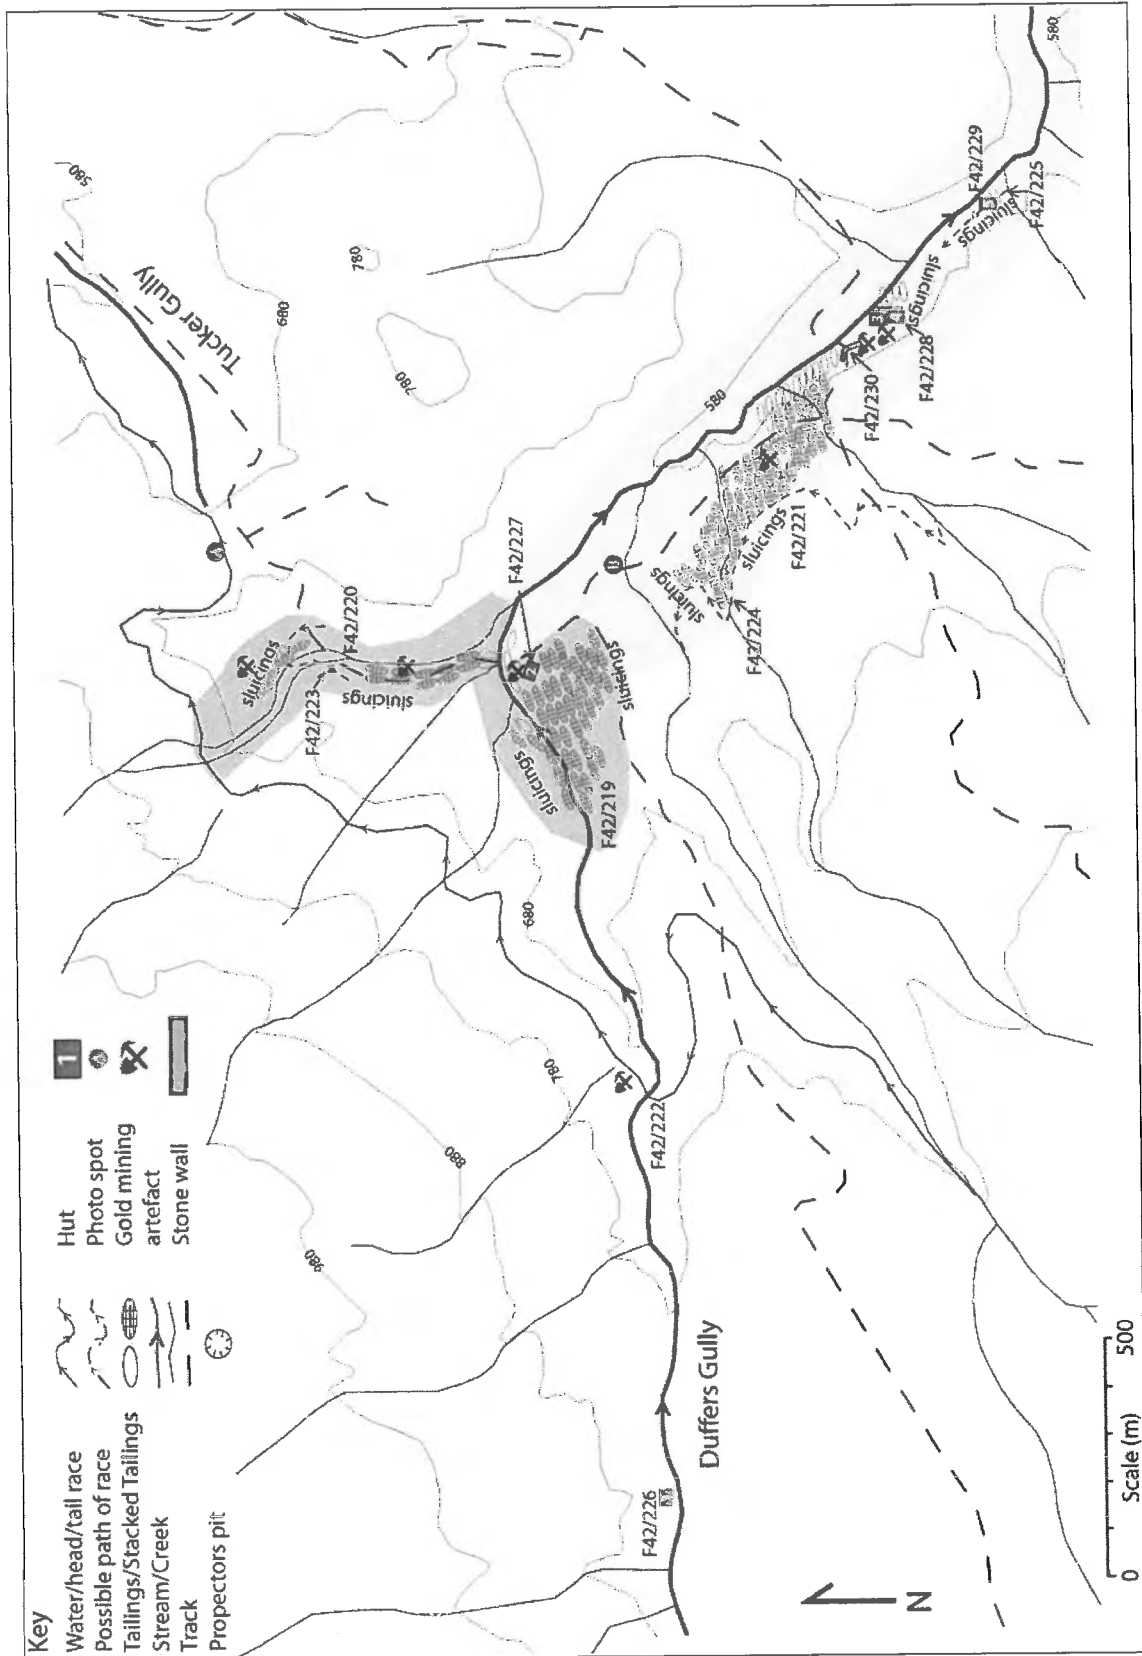 Key
Water/head/tail race
Possible path of race
Tailings/Stacked Tailings
Stream/Creek
Track
Propectors pit
Hut
Photo spot
Gold mining
artefact
Stone wall
1
A
980
880
780
680
F42/223
F42/220
sluicings
sluicings
Tucker Gully
A
580
680
780
780
F42/226
Duffers Gully
F42/222
F42/219
sluicings
sluicings
F42/227
B
580
F42/224
sluicings
sluicings
F42/221
F42/230
F42/228
sluicings
sluicings
F42/229
F42/225
580
N
0
500
Scale (m)